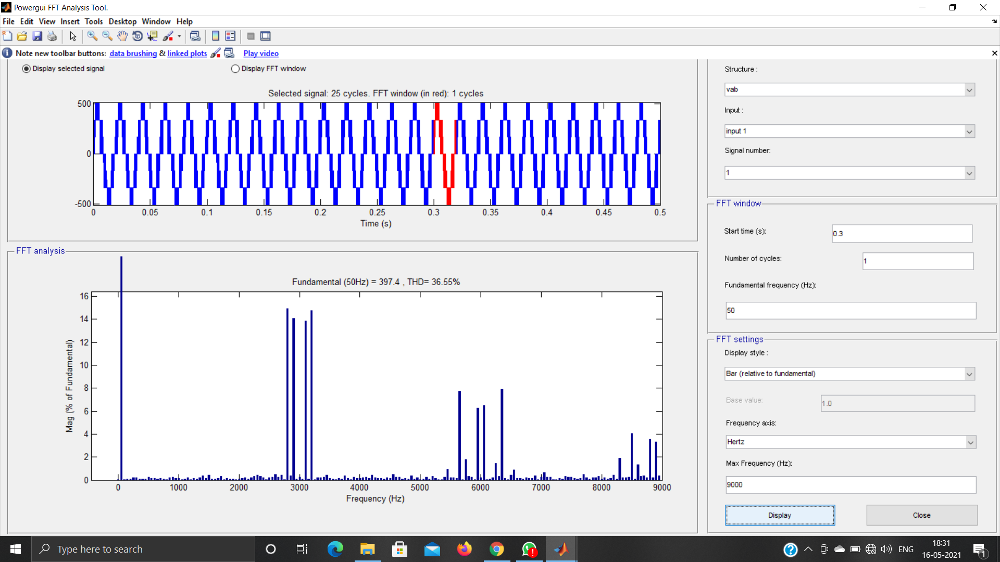 Powergui FFT Analysis Tool.
File Edit View Insert Tools Desktop Window Help
Note new toolbar buttons: data brushing & linked plots Play video
Display selected signal
Display FFT window
Selected signal: 25 cycles. FFT window (in red): 1 cycles
500
0
-500
0 0.05 0.1 0.15 0.2 0.25 0.3 0.35 0.4 0.45 0.5
Time (s)
FFT analysis
Fundamental (50Hz) = 397.4 , THD= 36.55%
Mag (% of Fundamental)
16
14
12
10
8
6
4
2
0
0 1000 2000 3000 4000 5000 6000 7000 8000 9000
Frequency (Hz)
Structure :
vab
Input :
input 1
Signal number:
1
FFT window
Start time (s):
0.3
Number of cycles:
1
Fundamental frequency (Hz):
50
FFT settings
Display style :
Bar (relative to fundamental)
Base value:
1.0
Frequency axis:
Hertz
Max Frequency (Hz):
9000
Display
Close
Type here to search
ENG
18:31
16-05-2021
1